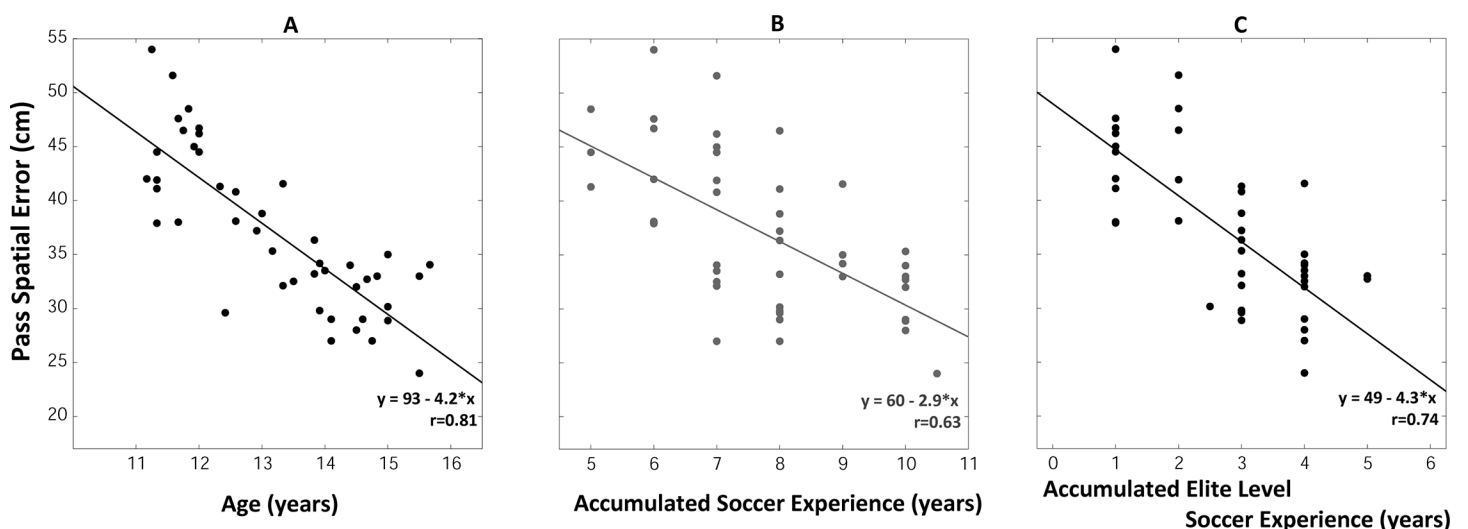 A
B
C
Pass Spatial Error (cm)
55
50
45
40
35
30
25
20
y = 93 - 4.2*x
r=0.81
11 12 13 14 15 16
Age (years)
y = 60 - 2.9*x
r=0.63
5 6 7 8 9 10 11
Accumulated Soccer Experience (years)
y = 49 - 4.3*x
r=0.74
0 1 2 3 4 5 6
Accumulated Elite Level
Soccer Experience (years)